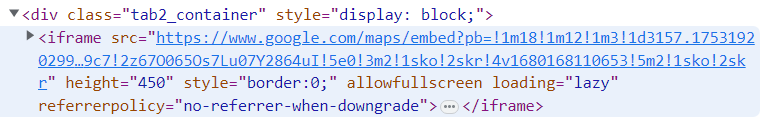 <div class="tab2_container" style="display: block;">
<iframe src="https://www.google.com/maps/embed?pb=!1m18!1m12!1m3!1d3157.1753192
0299…9c7!2z67O065Os7Lu07Y2864uI!5e0!3m2!1sko!2skr!4v1680168110653!5m2!1sko!2sk
r" height="450" style="border:0;" allowfullscreen loading="lazy"
referrerpolicy="no-referrer-when-downgrade">…</iframe>